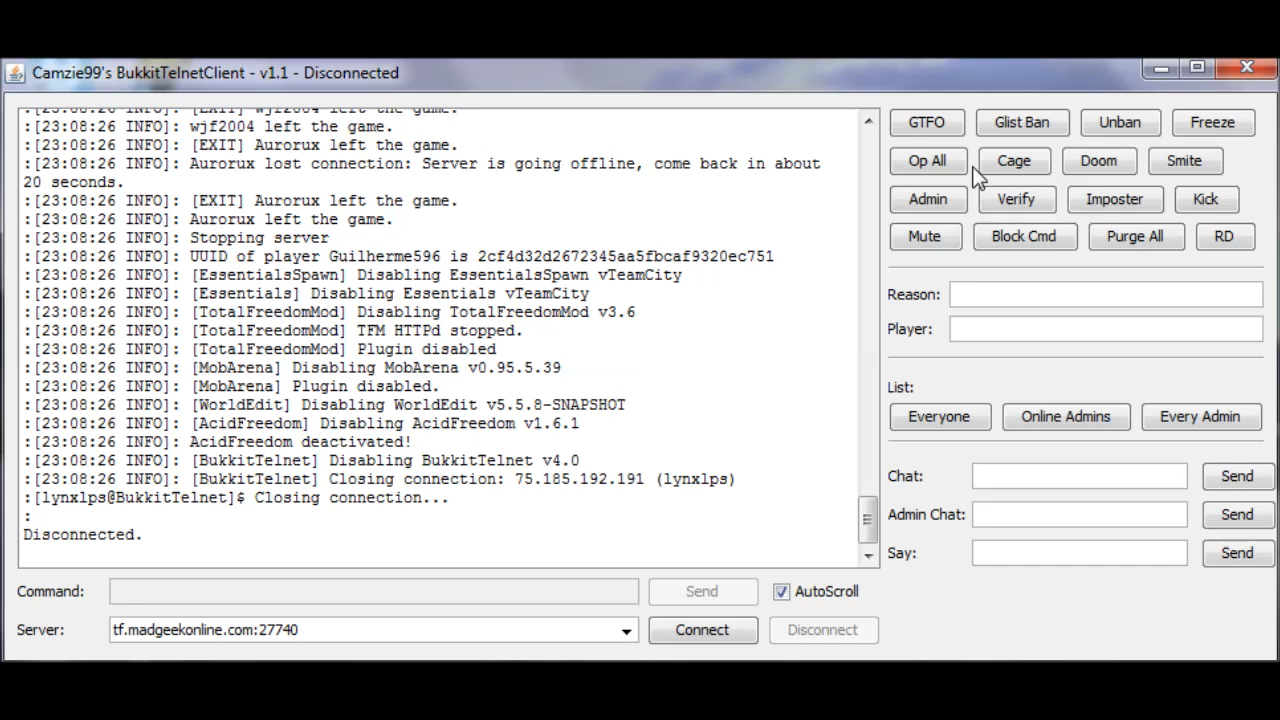 Camzie99's BukkitTelnetClient - v1.1 - Disconnected
:[23:08:26 INFO]: [EXIT] wjf2004 left the game.
:[23:08:26 INFO]: wjf2004 left the game.
:[23:08:26 INFO]: [EXIT] Aurorux left the game.
:[23:08:26 INFO]: Aurorux lost connection: Server is going offline, come back in about
20 seconds.
:[23:08:26 INFO]: [EXIT] Aurorux left the game.
:[23:08:26 INFO]: Aurorux left the game.
:[23:08:26 INFO]: Stopping server
:[23:08:26 INFO]: UUID of player Guilherme596 is 2cf4d32d2672345aa5fbcaf9320ec751
:[23:08:26 INFO]: [EssentialsSpawn] Disabling EssentialsSpawn vTeamCity
:[23:08:26 INFO]: [Essentials] Disabling Essentials vTeamCity
:[23:08:26 INFO]: [TotalFreedomMod] Disabling TotalFreedomMod v3.6
:[23:08:26 INFO]: [TotalFreedomMod] TFM HTTPd stopped.
:[23:08:26 INFO]: [TotalFreedomMod] Plugin disabled
:[23:08:26 INFO]: [MobArena] Disabling MobArena v0.95.5.39
:[23:08:26 INFO]: [MobArena] Plugin disabled.
:[23:08:26 INFO]: [WorldEdit] Disabling WorldEdit v5.5.8-SNAPSHOT
:[23:08:26 INFO]: [AcidFreedom] Disabling AcidFreedom v1.6.1
:[23:08:26 INFO]: AcidFreedom deactivated!
:[23:08:26 INFO]: [BukkitTelnet] Disabling BukkitTelnet v4.0
:[23:08:26 INFO]: [BukkitTelnet] Closing connection: 75.185.192.191 (lynxlps)
:[lynxlps@BukkitTelnet]$ Closing connection...
:
Disconnected.
Command: Send AutoScroll
Server: tf.madgeekonline.com:27740 Connect Disconnect
GTFO Glist Ban Unban Freeze
Op All Cage Doom Smite
Admin Verify Imposter Kick
Mute Block Cmd Purge All RD
Reason:
Player:
List:
Everyone Online Admins Every Admin
Chat: Send
Admin Chat: Send
Say: Send